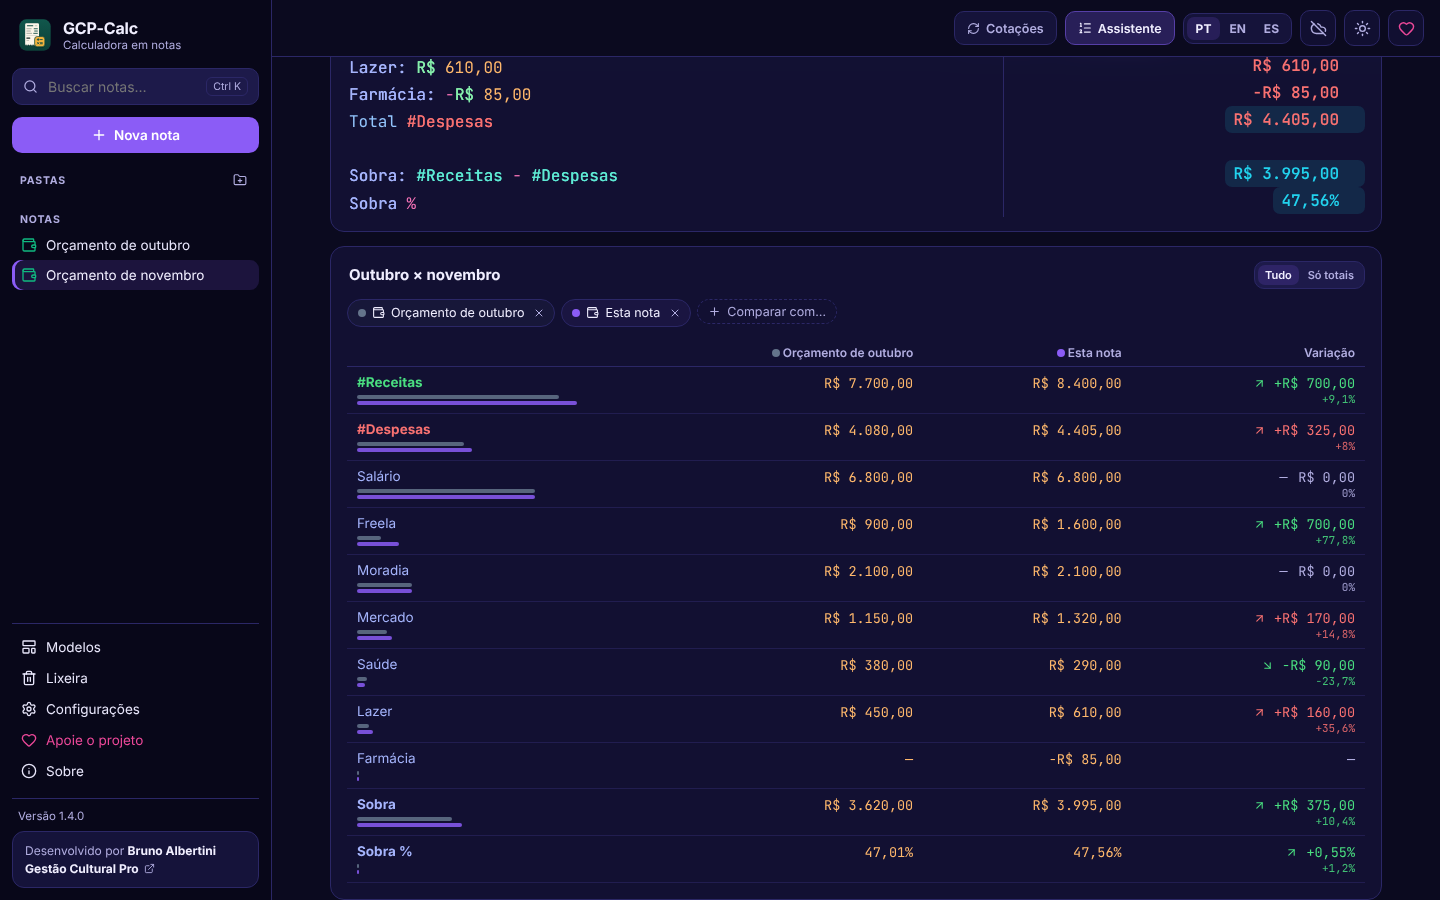 GCP-Calc
Calculadora em notas
Buscar notas...
Ctrl K
Nova nota
PASTAS
NOTAS
Orçamento de outubro
Orçamento de novembro
Modelos
Lixeira
Configurações
Apoie o projeto
Sobre
Versão 1.4.0
Desenvolvido por Bruno Albertini
Gestão Cultural Pro
Cotações
Assistente
PT EN ES
Lazer: R$ 610,00 R$ 610,00
Farmácia: -R$ 85,00 -R$ 85,00
Total #Despesas R$ 4.405,00
Sobra: #Receitas - #Despesas R$ 3.995,00
Sobra % 47,56%
Outubro × novembro
Tudo Só totais
Orçamento de outubro × Esta nota × + Comparar com...
Orçamento de outubro Esta nota Variação
#Receitas R$ 7.700,00 R$ 8.400,00 +R$ 700,00
+9,1%
#Despesas R$ 4.080,00 R$ 4.405,00 +R$ 325,00
+8%
Salário R$ 6.800,00 R$ 6.800,00 — R$ 0,00
0%
Freela R$ 900,00 R$ 1.600,00 +R$ 700,00
+77,8%
Moradia R$ 2.100,00 R$ 2.100,00 — R$ 0,00
0%
Mercado R$ 1.150,00 R$ 1.320,00 +R$ 170,00
+14,8%
Saúde R$ 380,00 R$ 290,00 -R$ 90,00
-23,7%
Lazer R$ 450,00 R$ 610,00 +R$ 160,00
+35,6%
Farmácia — -R$ 85,00 —
Sobra R$ 3.620,00 R$ 3.995,00 +R$ 375,00
+10,4%
Sobra % 47,01% 47,56% +0,55%
+1,2%